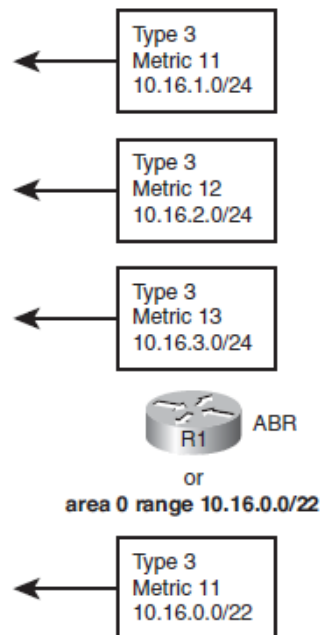 Type 3
Metric 11
10.16.1.0/24
Type 3
Metric 12
10.16.2.0/24
Type 3
Metric 13
10.16.3.0/24
R1
ABR
or
area 0 range 10.16.0.0/22
Type 3
Metric 11
10.16.0.0/22